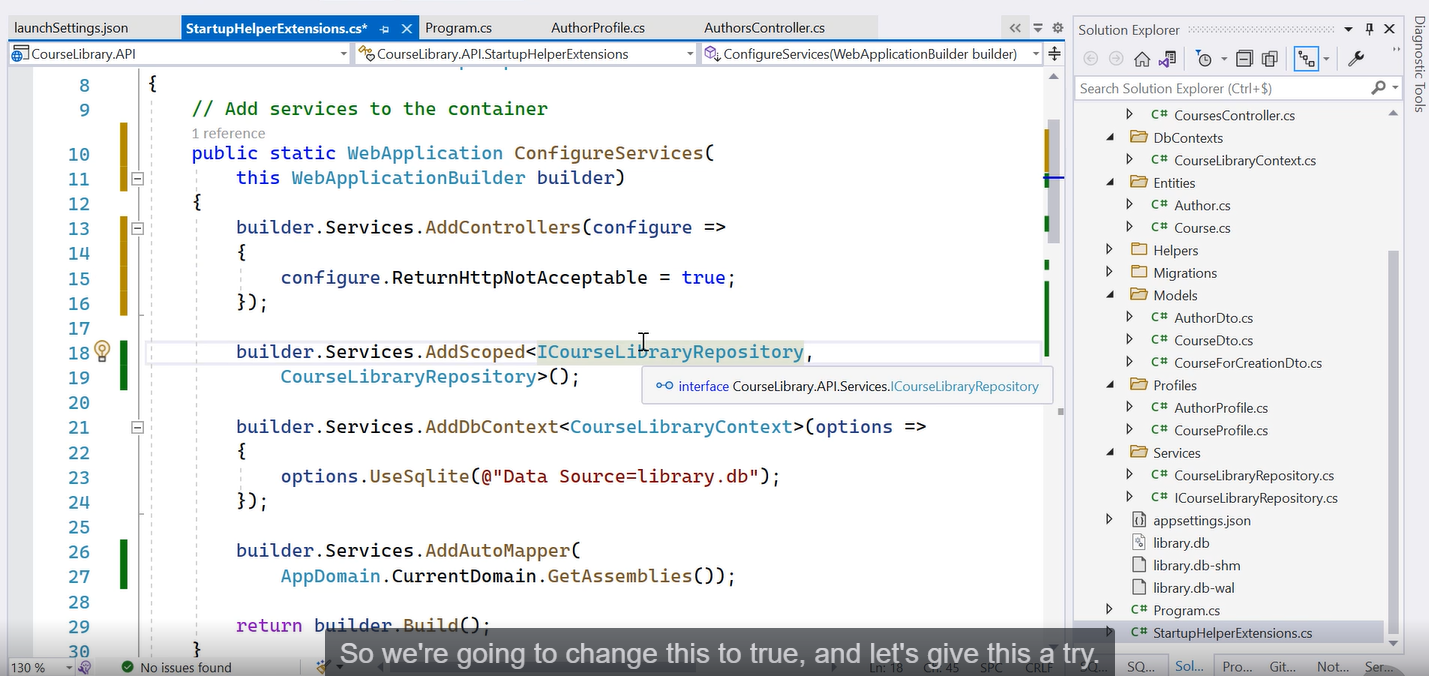 launchSettings.json
StartupHelperExtensions.cs*
Program.cs
AuthorProfile.cs
AuthorsController.cs
CourseLibrary.API
CourseLibrary.API.StartupHelperExtensions
ConfigureServices(WebApplicationBuilder builder)
8 {
9 // Add services to the container
1 reference
10 public static WebApplication ConfigureServices(
11 this WebApplicationBuilder builder)
12 {
13 builder.Services.AddControllers(configure =>
14 {
15 configure.ReturnHttpNotAcceptable = true;
16 });
17
18 builder.Services.AddScoped<ICourseLibraryRepository,
19 CourseLibraryRepository>();
interface CourseLibrary.API.Services.ICourseLibraryRepository
20
21 builder.Services.AddDbContext<CourseLibraryContext>(options =>
22 {
23 options.UseSqlite(@"Data Source=library.db");
24 });
25
26 builder.Services.AddAutoMapper(
27 AppDomain.CurrentDomain.GetAssemblies());
28
29 return builder.Build();
30 }
So we're going to change this to true, and let's give this a try.
130 %
No issues found
Ln: 18 Ch: 45 SPC CRLF
Solution Explorer
Search Solution Explorer (Ctrl+$)
C# CoursesController.cs
DbContexts
C# CourseLibraryContext.cs
Entities
C# Author.cs
C# Course.cs
Helpers
Migrations
Models
C# AuthorDto.cs
C# CourseDto.cs
C# CourseForCreationDto.cs
Profiles
C# AuthorProfile.cs
C# CourseProfile.cs
Services
C# CourseLibraryRepository.cs
C# ICourseLibraryRepository.cs
appsettings.json
library.db
library.db-shm
library.db-wal
C# Program.cs
C# StartupHelperExtensions.cs
SQ... SQ... Sol... Pro... Git... Not... Ser...
Diagnostic Tools